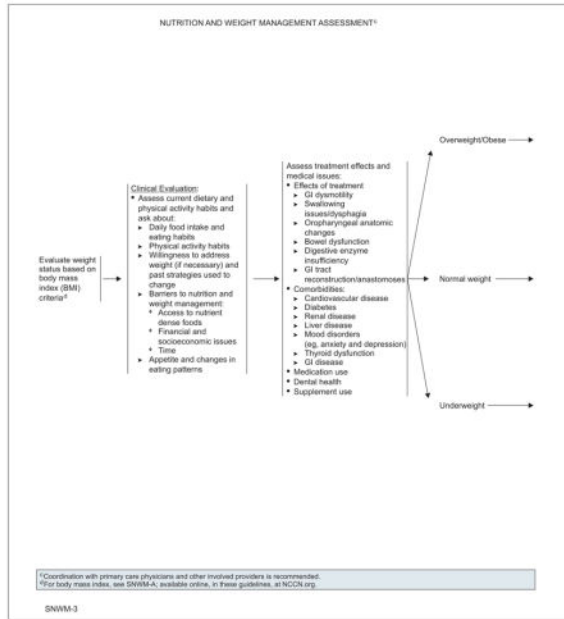 NUTRITION AND WEIGHT MANAGEMENT ASSESSMENTc
Evaluate weight
status based on
body mass
index (BMI)
criteriad
Clinical Evaluation:
• Assess current dietary and
physical activity habits and
ask about:
➤ Daily food intake and
eating habits
➤ Physical activity habits
➤ Willingness to address
weight (if necessary) and
past strategies used to
change
➤ Barriers to nutrition and
weight management:
+ Access to nutrient
dense foods
+ Financial and
socioeconomic issues
+ Time
➤ Appetite and changes in
eating patterns
Assess treatment effects and
medical issues:
• Effects of treatment
➤ GI dysmotility
➤ Swallowing
issues/dysphagia
➤ Oropharyngeal anatomic
changes
➤ Bowel dysfunction
➤ Digestive enzyme
insufficiency
➤ GI tract
reconstruction/anastomoses
• Comorbidities:
➤ Cardiovascular disease
➤ Diabetes
➤ Renal disease
➤ Liver disease
➤ Mood disorders
(eg, anxiety and depression)
➤ Thyroid dysfunction
➤ GI disease
• Medication use
• Dental health
• Supplement use
Overweight/Obese
Normal weight
Underweight
cCoordination with primary care physicians and other involved providers is recommended.
dFor body mass index, see SNWM-A; available online, in these guidelines, at NCCN.org.
SNWM-3